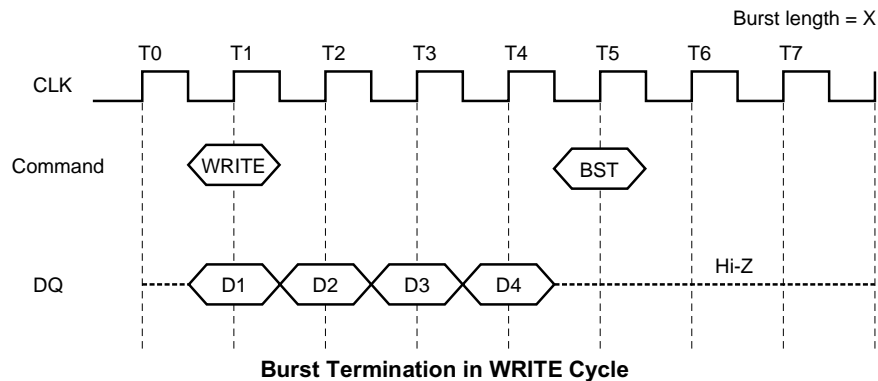 Burst length = X
T0 T1 T2 T3 T4 T5 T6 T7
CLK
Command WRITE BST
Hi-Z
DQ D1 D2 D3 D4
Burst Termination in WRITE Cycle